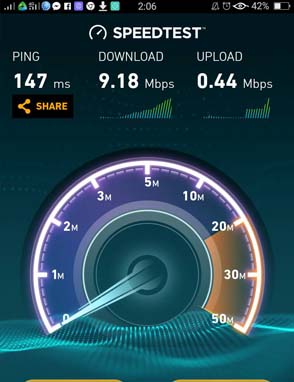 2:06
42%
SPEEDTEST™
PING DOWNLOAD UPLOAD
147 ms 9.18 Mbps 0.44 Mbps
SHARE
5M
3M 10M
2M 20M
1M 30M
0 50M